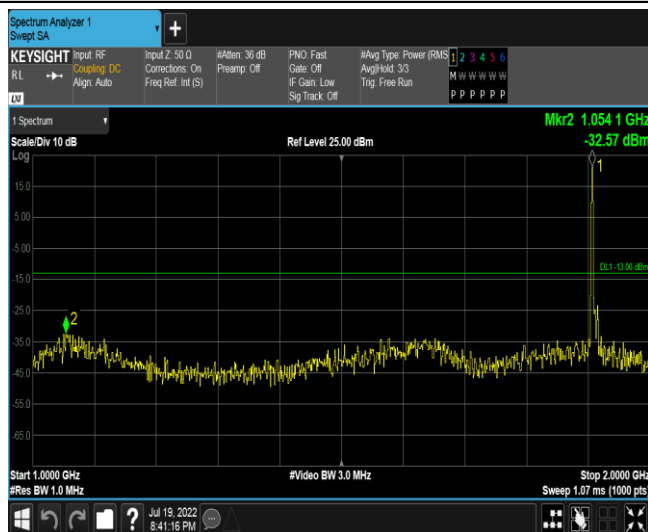 Spectrum Analyzer 1
Swept SA
+
KEYSIGHT
RL
LXI
Input: RF
Coupling: DC
Align: Auto
Input Z: 50 Ω
Corrections: On
Freq Ref: Int (S)
#Atten: 36 dB
Preamp: Off
PNO: Fast
Gate: Off
IF Gain: Low
Sig Track: Off
#Avg Type: Power (RMS
Avg|Hold: 3/3
Trig: Free Run
1 2 3 4 5 6
M W W W W W
P P P P P P
1 Spectrum
Mkr2 1.054 1 GHz
Scale/Div 10 dB
Ref Level 25.00 dBm
-32.57 dBm
Log
1
15.0
5.00
-5.00
DL1 -13.00 dBm
-15.0
-25.0
2
-35.0
-45.0
-55.0
-65.0
Start 1.0000 GHz
#Video BW 3.0 MHz
Stop 2.0000 GHz
#Res BW 1.0 MHz
Sweep 1.07 ms (1000 pts)
?
Jul 19, 2022
8:41:16 PM